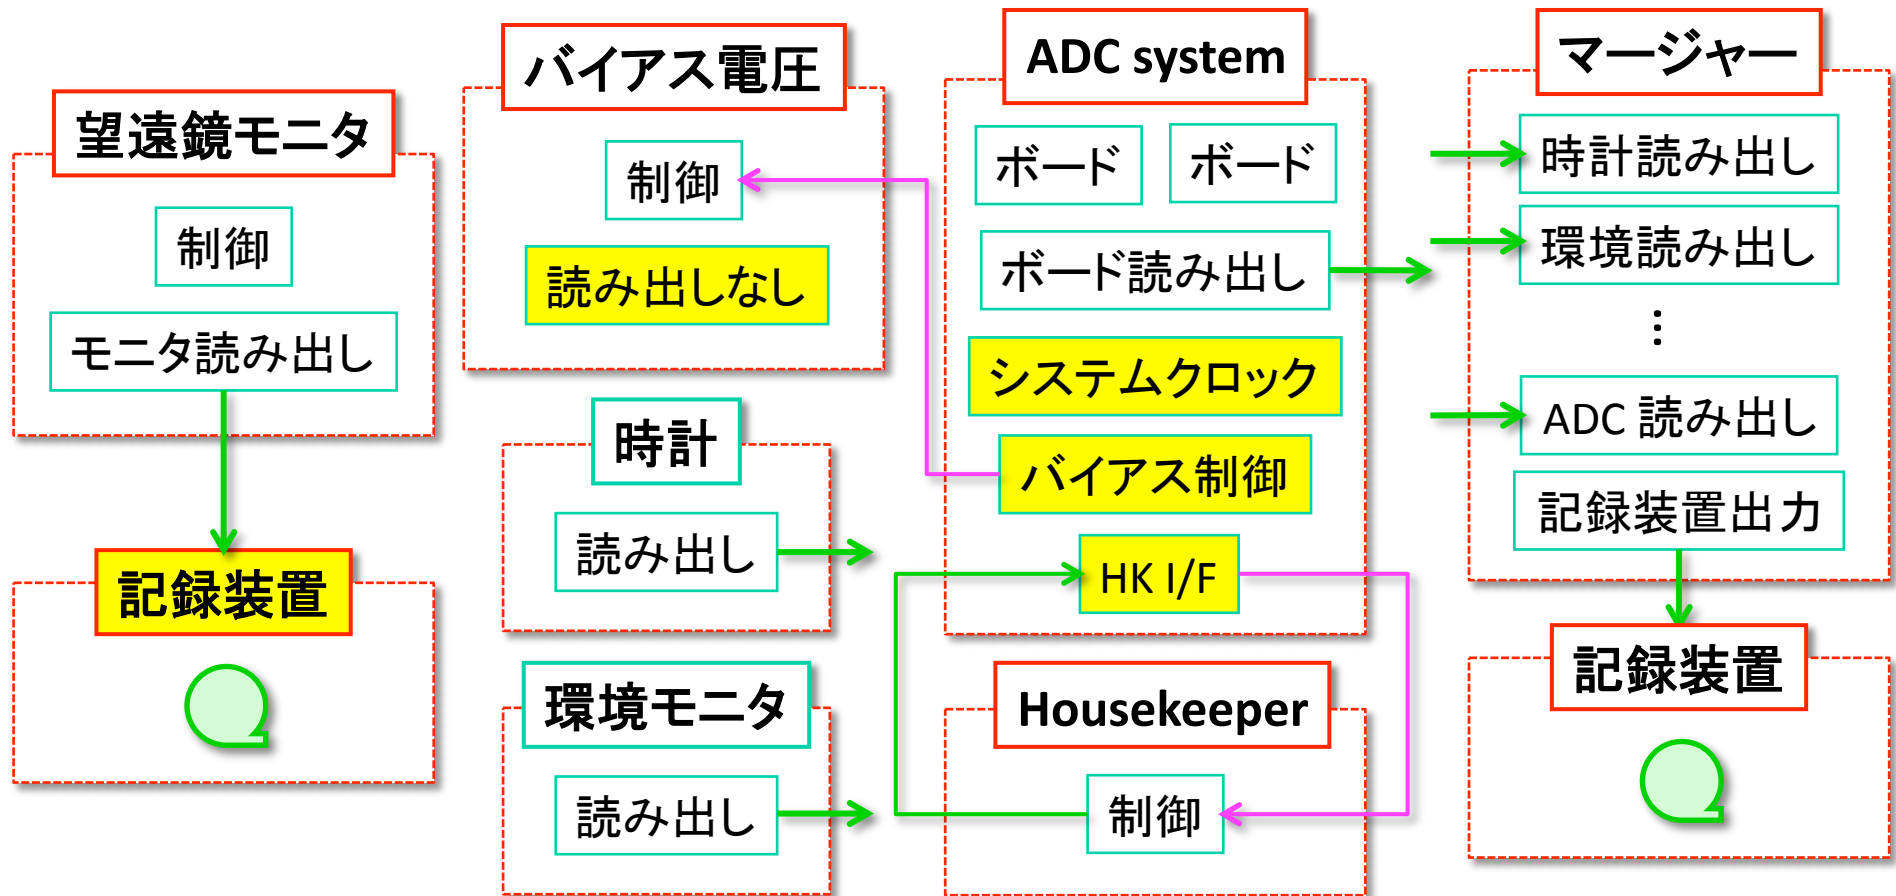 望遠鏡モニタ
制御
モニタ読み出し
記録装置
バイアス電圧
制御
読み出しなし
時計
読み出し
環境モニタ
読み出し
ADC system
ボード
ボード
ボード読み出し
システムクロック
バイアス制御
HK I/F
Housekeeper
制御
マージャー
時計読み出し
環境読み出し
⋮
ADC 読み出し
記録装置出力
記録装置